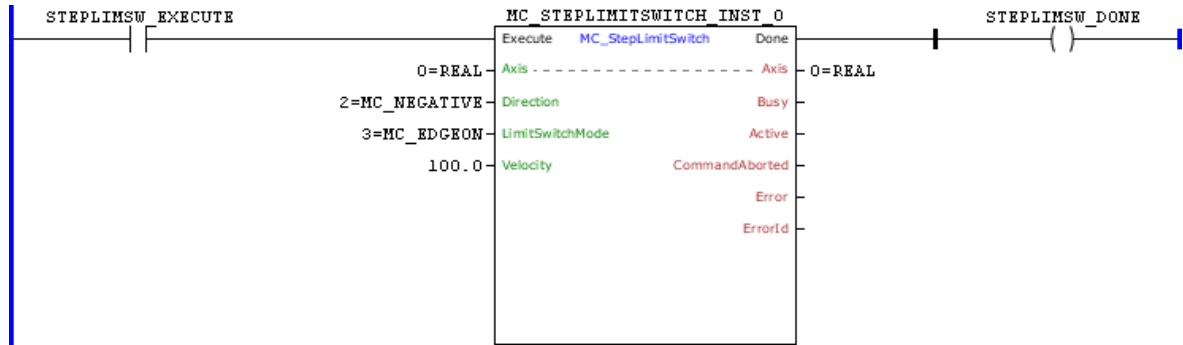 STEPLIMSW_EXECUTE MC_STEPLIMITSWITCH_INST_0 STEPLIMSW_DONE
Execute MC_StepLimitSwitch Done
0=REAL Axis Axis 0=REAL
2=MC_NEGATIVE Direction Busy
3=MC_EDGEON LimitSwitchMode Active
100.0 Velocity CommandAborted
Error
ErrorId